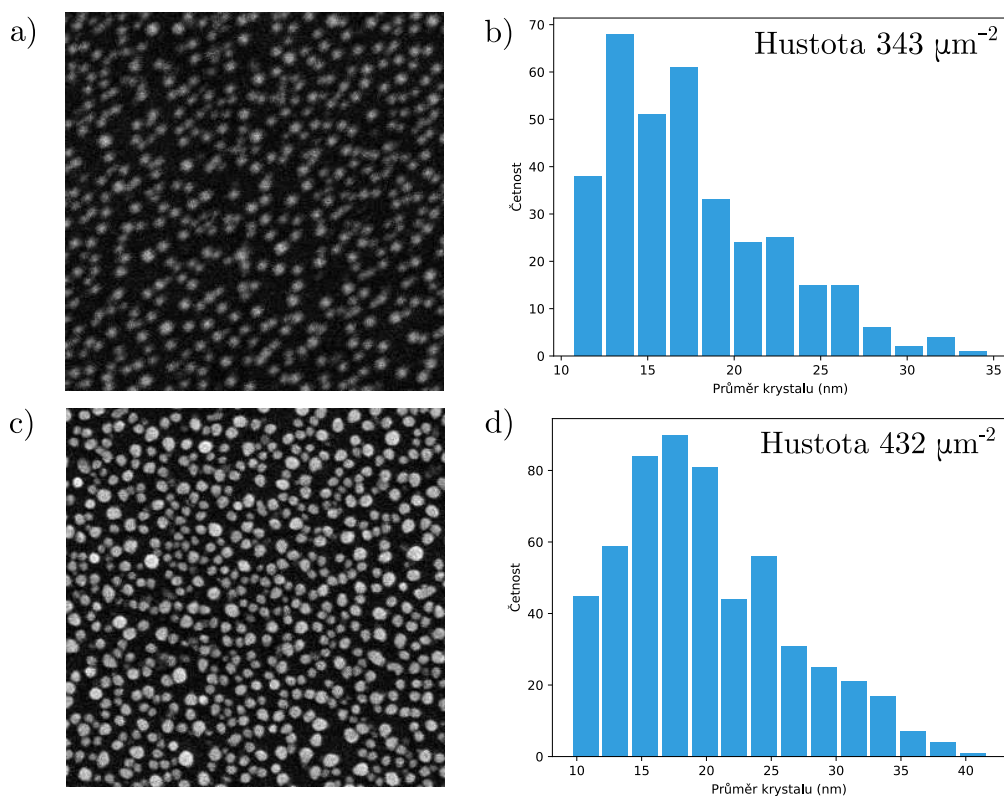 a)
b)
Hustota 343 μm⁻²
Četnost
70
60
50
40
30
20
10
0
10 15 20 25 30 35
Průměr krystalu (nm)
c)
d)
Hustota 432 μm⁻²
Četnost
80
60
40
20
0
10 15 20 25 30 35 40
Průměr krystalu (nm)